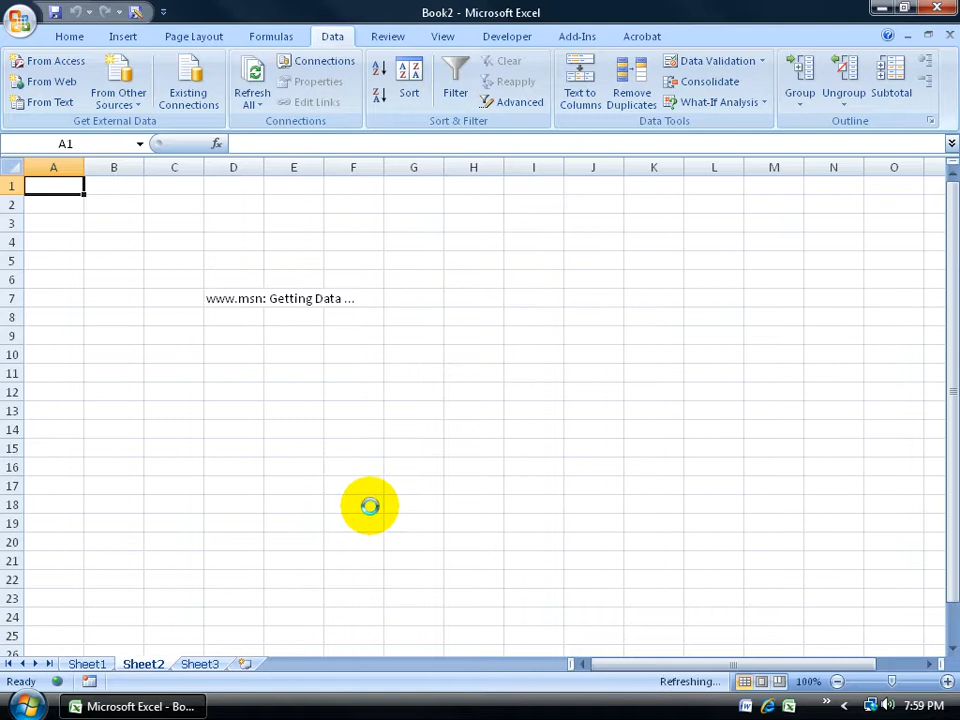 Book2 - Microsoft Excel
Home Insert Page Layout Formulas Data Review View Developer Add-Ins Acrobat
From Access
From Web
From Text
From Other Sources
Existing Connections
Get External Data
Refresh All
Connections
Properties
Edit Links
Connections
Sort
Filter
Clear
Reapply
Advanced
Sort & Filter
Text to Columns
Remove Duplicates
Data Validation
Consolidate
What-If Analysis
Data Tools
Group
Ungroup
Subtotal
Outline
A1 fx
A B C D E F G H I J K L M N O
1
2
3
4
5
6
7 www.msn: Getting Data ...
8
9
10
11
12
13
14
15
16
17
18
19
20
21
22
23
24
25
26
Sheet1 Sheet2 Sheet3
Ready Refreshing... 100%
Microsoft Excel - Bo... 7:59 PM